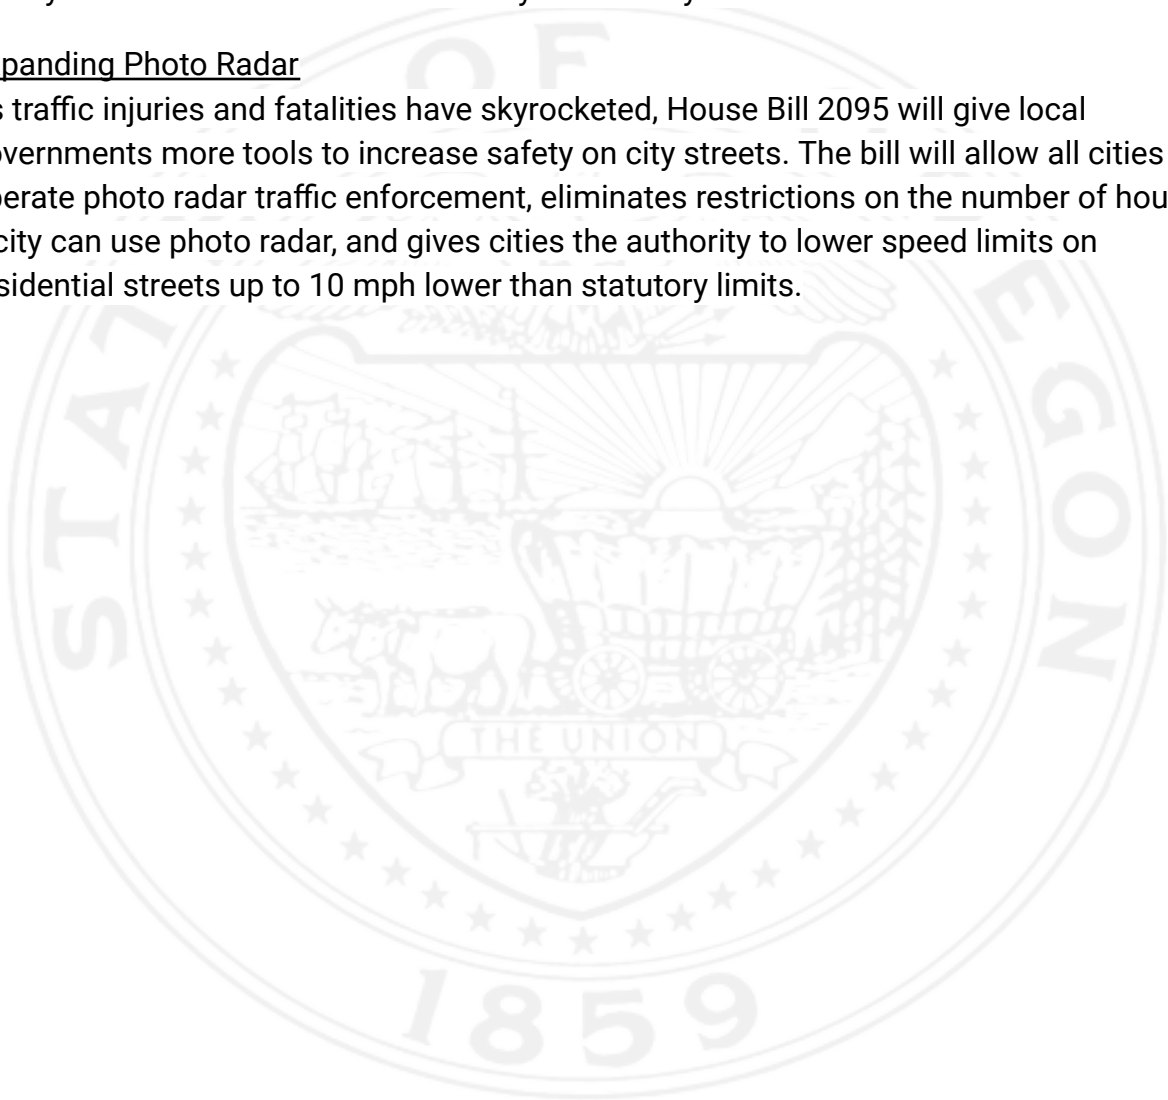 panding Photo Radar
s traffic injuries and fatalities have skyrocketed, House Bill 2095 will give local
overnments more tools to increase safety on city streets. The bill will allow all cities
erate photo radar traffic enforcement, eliminates restrictions on the number of hou
city can use photo radar, and gives cities the authority to lower speed limits on
sidential streets up to 10 mph lower than statutory limits.
STATE OF OREGON
THE UNION
1859